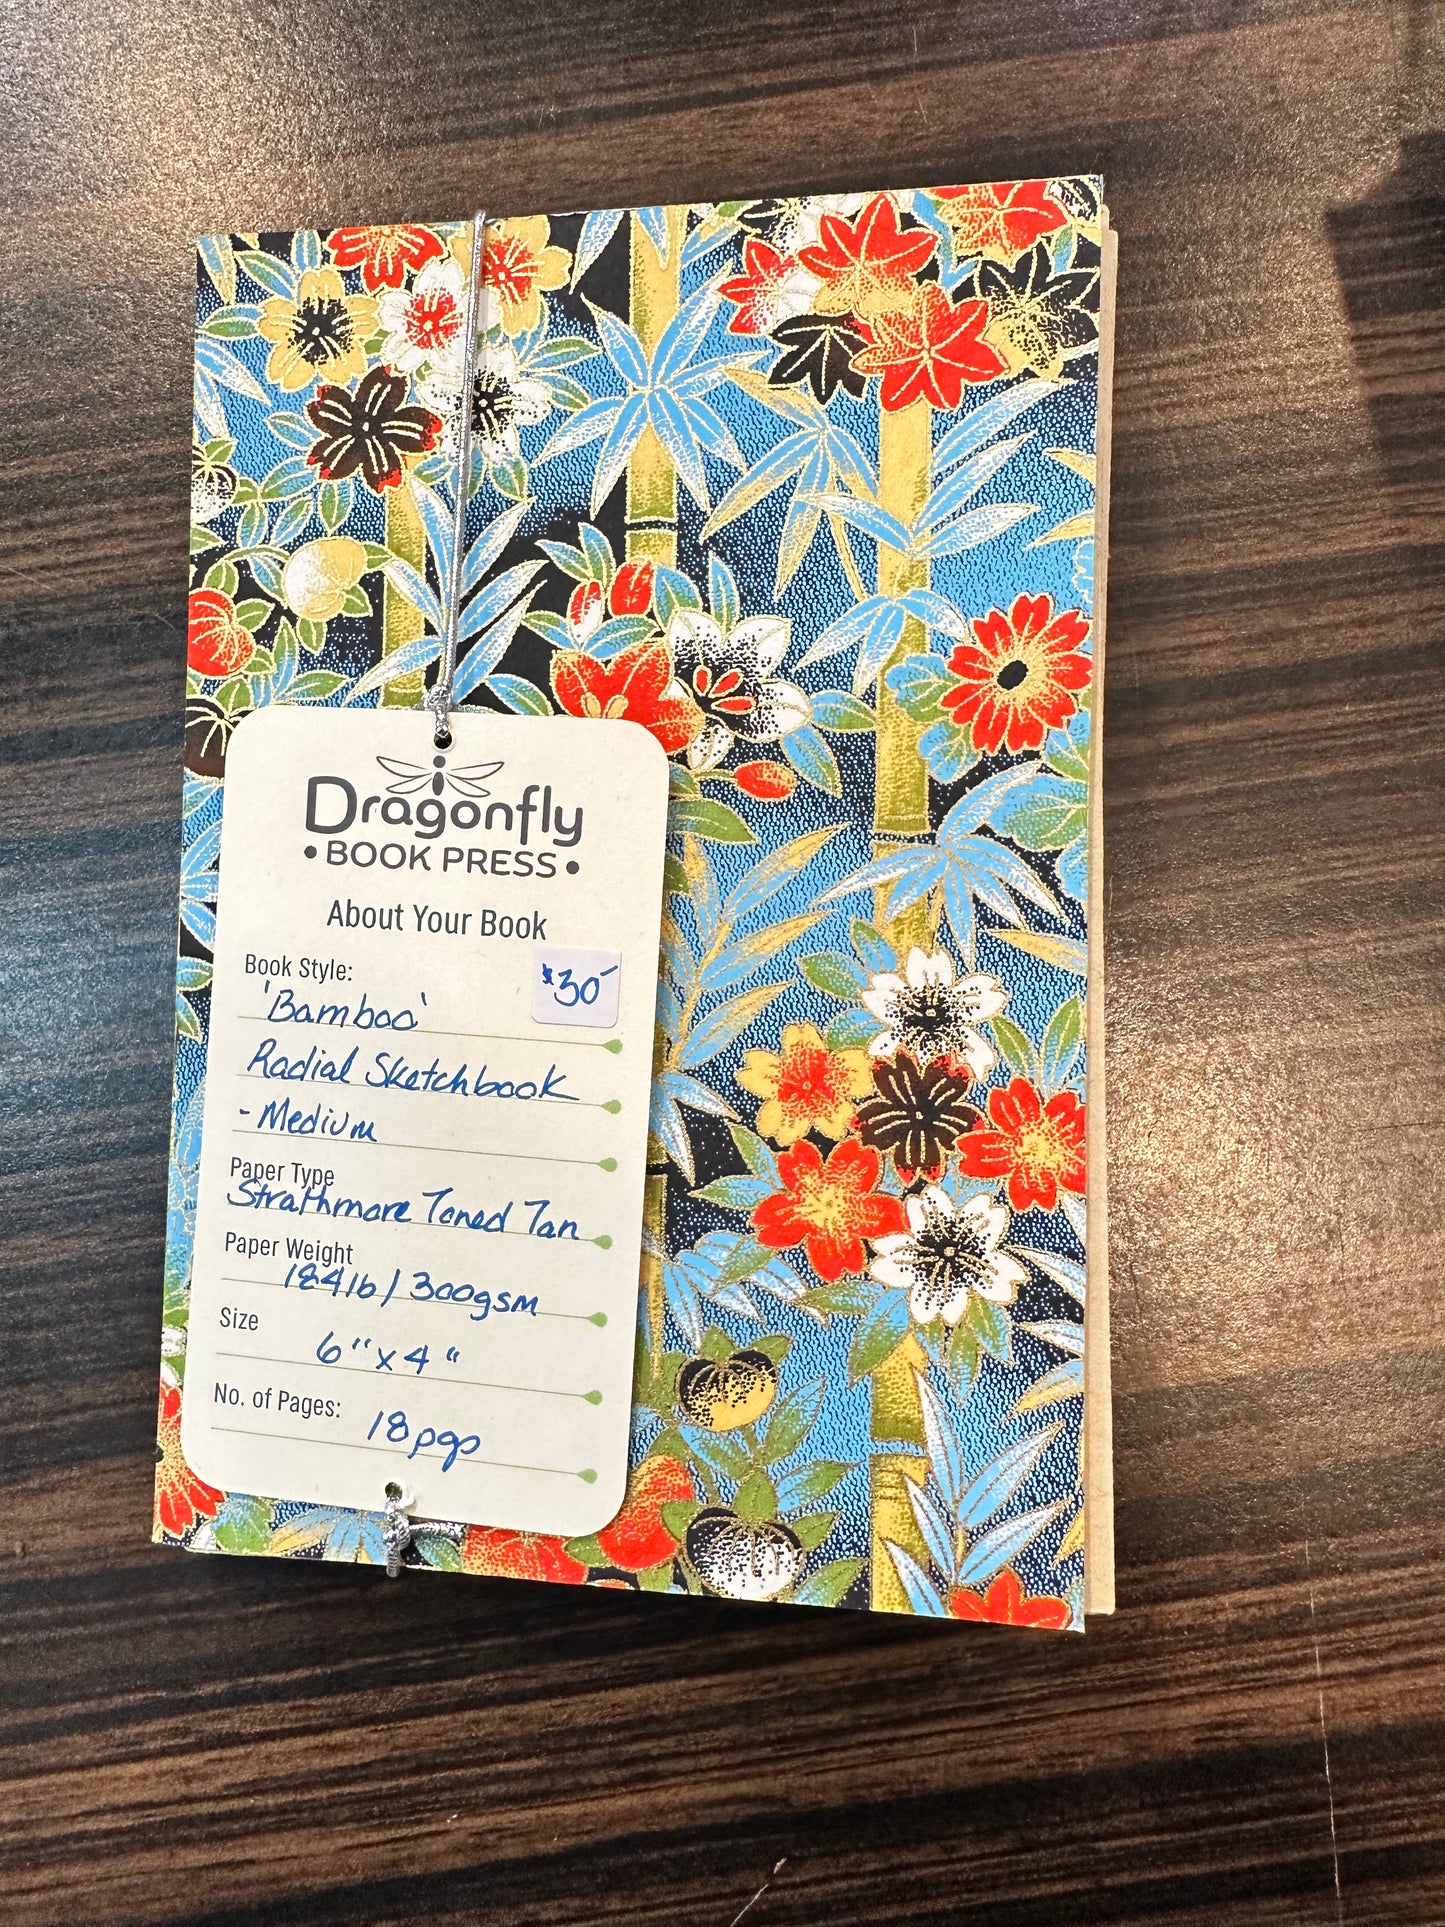 Dragonfly
• BOOK PRESS •
About Your Book
Book Style:
$30-
'Bamboo'
Radial Sketchbook
- Medium
Paper Type
Strathmore Toned Tan
Paper Weight
184lb / 300gsm
Size
6" x 4"
No. of Pages:
18pgs